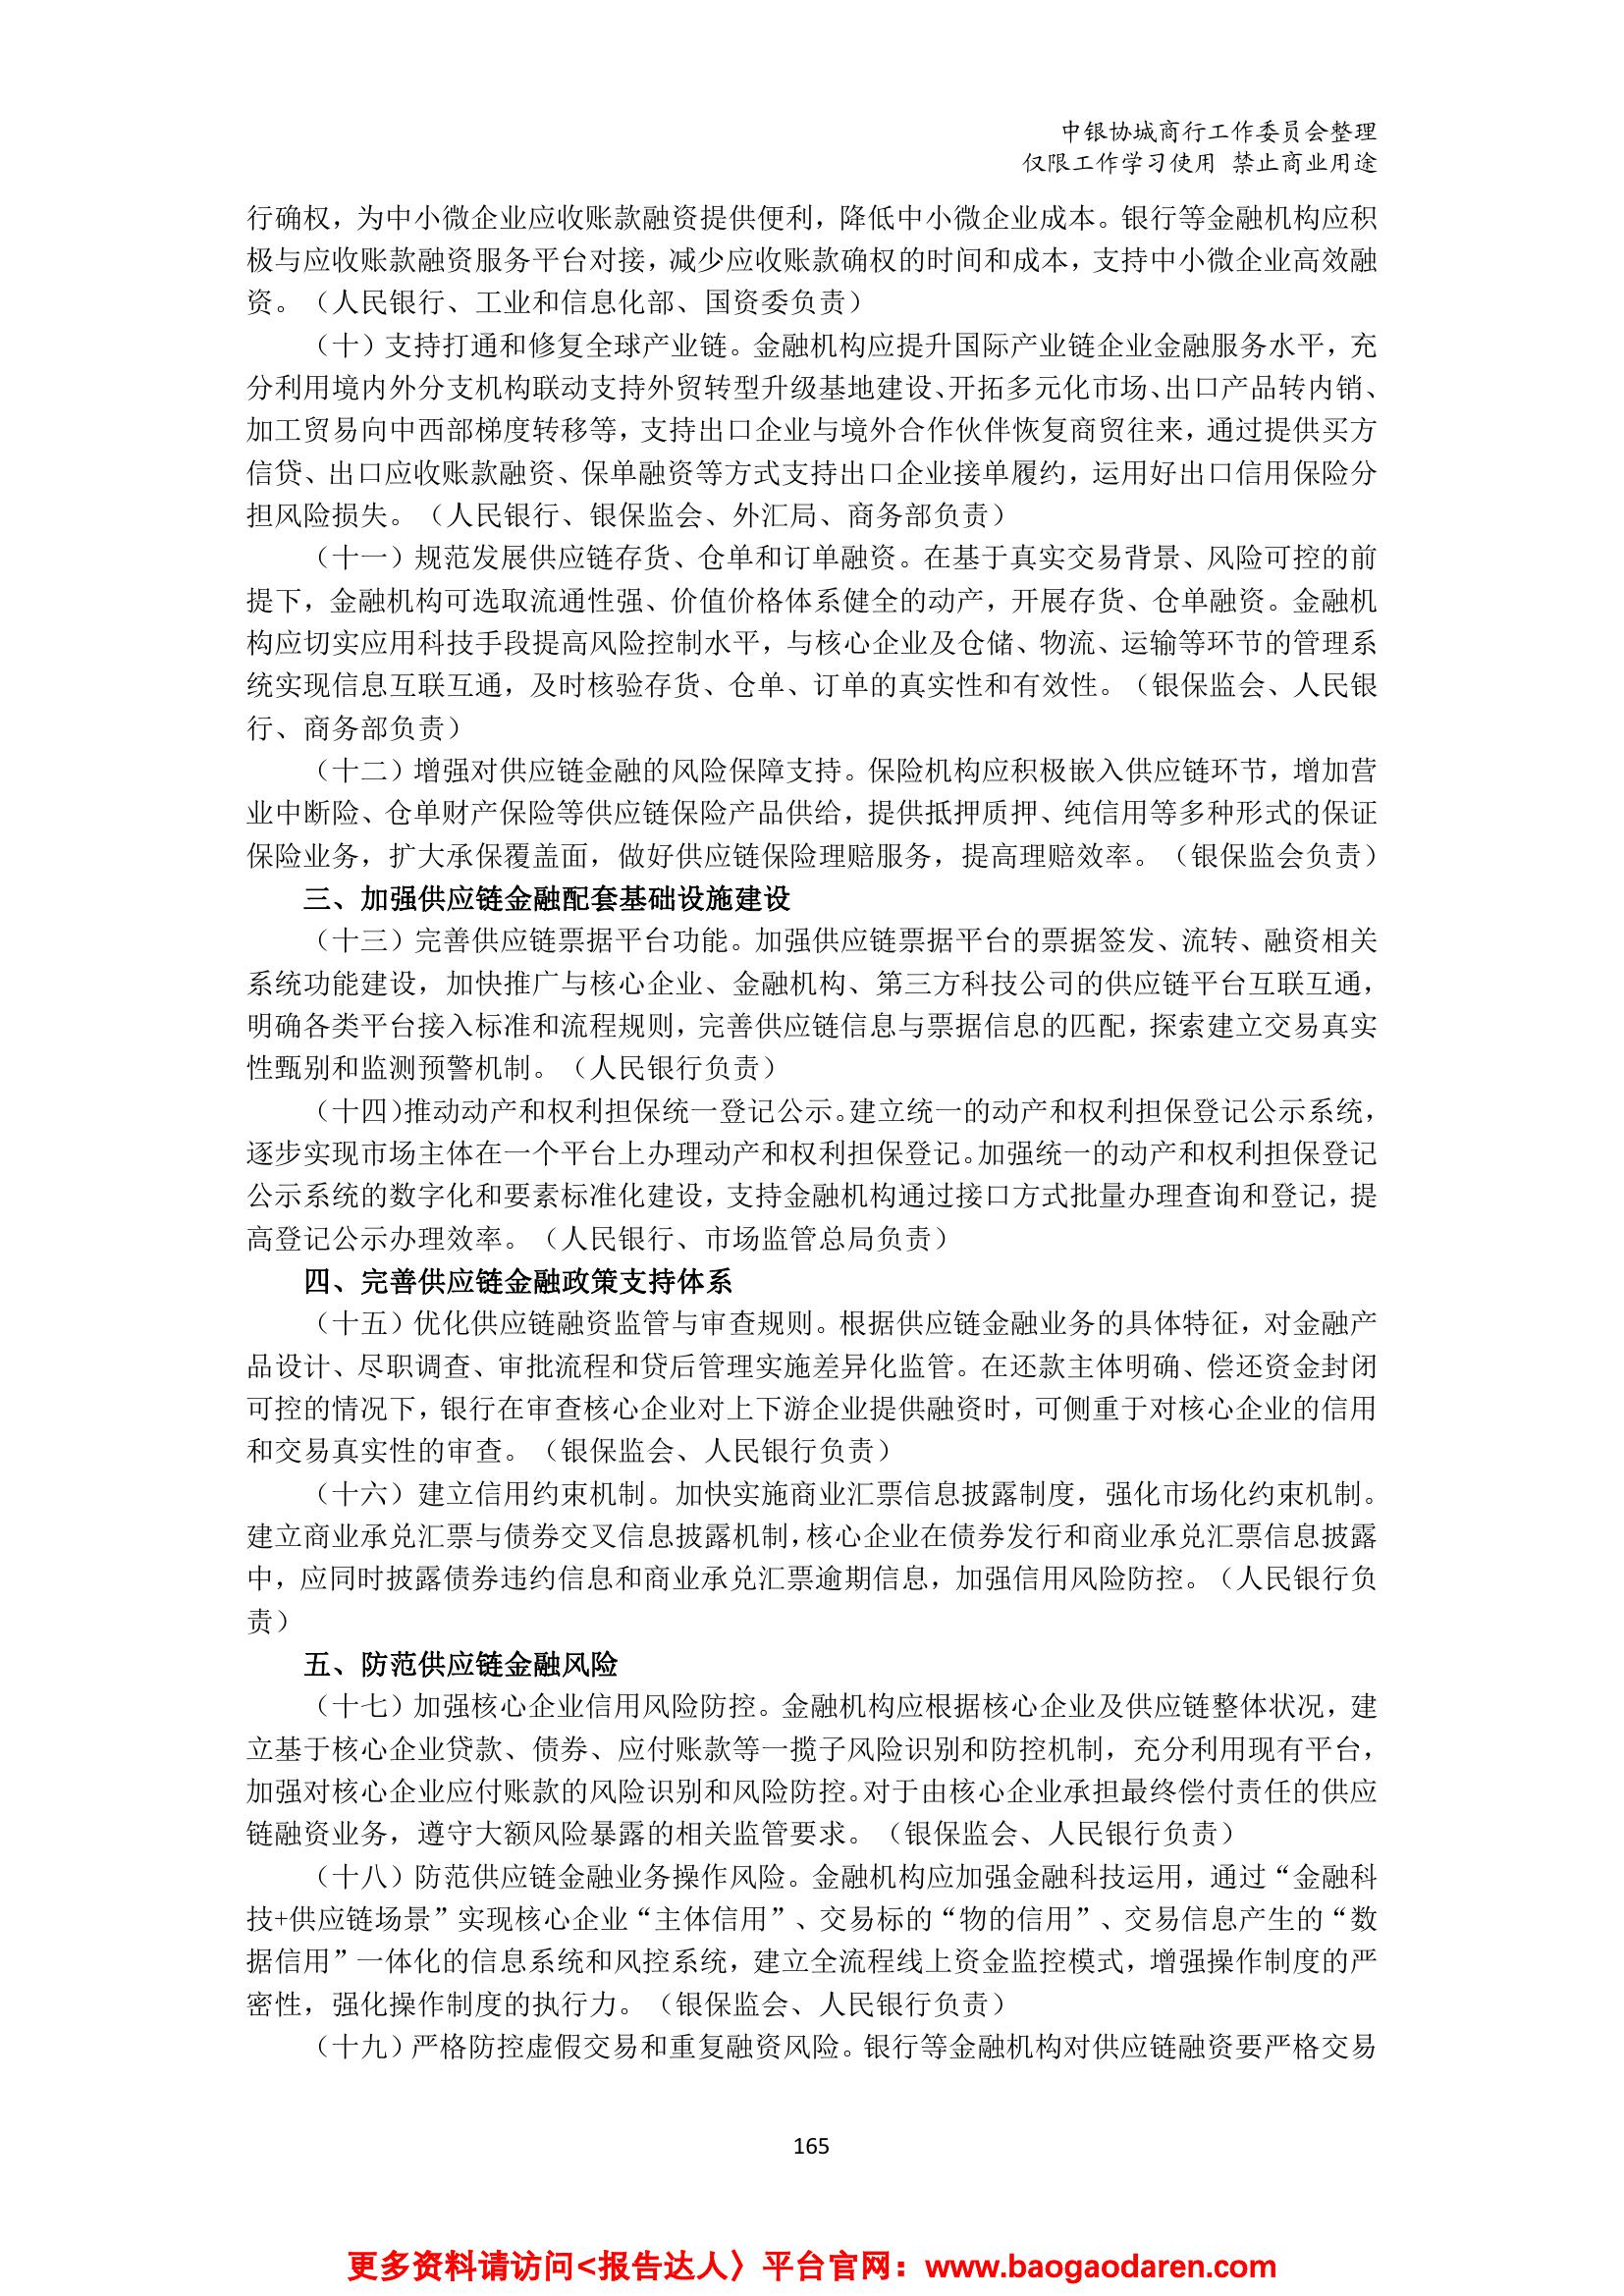 中银协城商行工作委员会整理
仅限工作学习使用 禁止商业用途
行确权，为中小微企业应收账款融资提供便利，降低中小微企业成本。银行等金融机构应积
极与应收账款融资服务平台对接，减少应收账款确权的时间和成本，支持中小微企业高效融
资。（人民银行、工业和信息化部、国资委负责）
（十）支持打通和修复全球产业链。金融机构应提升国际产业链企业金融服务水平，充
分利用境内外分支机构联动支持外贸转型升级基地建设、开拓多元化市场、出口产品转内销、
加工贸易向中西部梯度转移等，支持出口企业与境外合作伙伴恢复商贸往来，通过提供买方
信贷、出口应收账款融资、保单融资等方式支持出口企业接单履约，运用好出口信用保险分
担风险损失。（人民银行、银保监会、外汇局、商务部负责）
（十一）规范发展供应链存货、仓单和订单融资。在基于真实交易背景、风险可控的前
提下，金融机构可选取流通性强、价值价格体系健全的动产，开展存货、仓单融资。金融机
构应切实应用科技手段提高风险控制水平，与核心企业及仓储、物流、运输等环节的管理系
统实现信息互联互通，及时核验存货、仓单、订单的真实性和有效性。（银保监会、人民银
行、商务部负责）
（十二）增强对供应链金融的风险保障支持。保险机构应积极嵌入供应链环节，增加营
业中断险、仓单财产保险等供应链保险产品供给，提供抵押质押、纯信用等多种形式的保证
保险业务，扩大承保覆盖面，做好供应链保险理赔服务，提高理赔效率。（银保监会负责）
三、加强供应链金融配套基础设施建设
（十三）完善供应链票据平台功能。加强供应链票据平台的票据签发、流转、融资相关
系统功能建设，加快推广与核心企业、金融机构、第三方科技公司的供应链平台互联互通，
明确各类平台接入标准和流程规则，完善供应链信息与票据信息的匹配，探索建立交易真实
性甄别和监测预警机制。（人民银行负责）
（十四)推动动产和权利担保统一登记公示。建立统一的动产和权利担保登记公示系统，
逐步实现市场主体在一个平台上办理动产和权利担保登记。加强统一的动产和权利担保登记
公示系统的数字化和要素标准化建设，支持金融机构通过接口方式批量办理查询和登记，提
高登记公示办理效率。（人民银行、市场监管总局负责）
四、完善供应链金融政策支持体系
（十五）优化供应链融资监管与审查规则。根据供应链金融业务的具体特征，对金融产
品设计、尽职调查、审批流程和贷后管理实施差异化监管。在还款主体明确、偿还资金封闭
可控的情况下，银行在审查核心企业对上下游企业提供融资时，可侧重于对核心企业的信用
和交易真实性的审查。（银保监会、人民银行负责）
（十六）建立信用约束机制。加快实施商业汇票信息披露制度，强化市场化约束机制。
建立商业承兑汇票与债券交叉信息披露机制，核心企业在债券发行和商业承兑汇票信息披露
中，应同时披露债券违约信息和商业承兑汇票逾期信息，加强信用风险防控。（人民银行负
责）
五、防范供应链金融风险
（十七）加强核心企业信用风险防控。金融机构应根据核心企业及供应链整体状况，建
立基于核心企业贷款、债券、应付账款等一揽子风险识别和防控机制，充分利用现有平台，
加强对核心企业应付账款的风险识别和风险防控。对于由核心企业承担最终偿付责任的供应
链融资业务，遵守大额风险暴露的相关监管要求。（银保监会、人民银行负责）
（十八）防范供应链金融业务操作风险。金融机构应加强金融科技运用，通过“金融科
技+供应链场景”实现核心企业“主体信用”、交易标的“物的信用”、交易信息产生的“数
据信用”一体化的信息系统和风控系统，建立全流程线上资金监控模式，增强操作制度的严
密性，强化操作制度的执行力。（银保监会、人民银行负责）
（十九）严格防控虚假交易和重复融资风险。银行等金融机构对供应链融资要严格交易
165
更多资料请访问<报告达人〉平台官网：www.baogaodaren.com